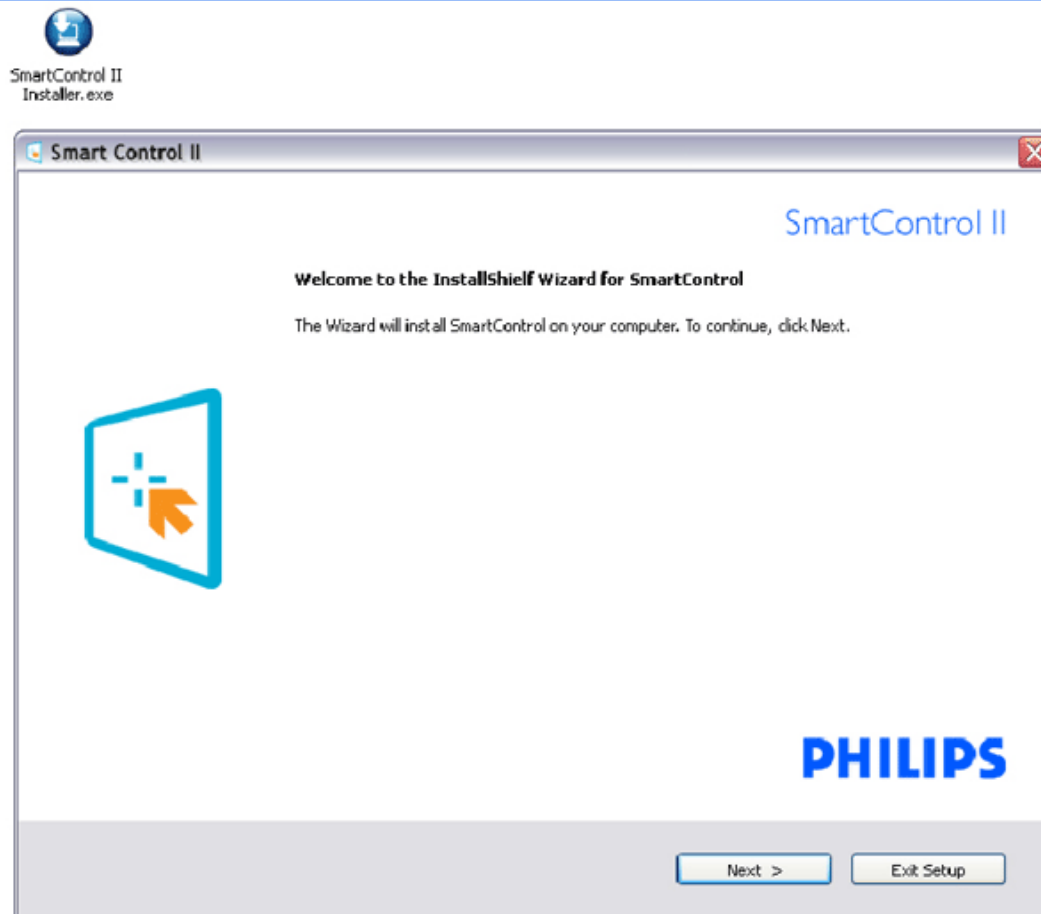 SmartControl II
Installer.exe
Smart Control II
SmartControl II
Welcome to the InstallShielf Wizard for SmartControl
The Wizard will install SmartControl on your computer. To continue, click Next.
PHILIPS
Next >
Exit Setup